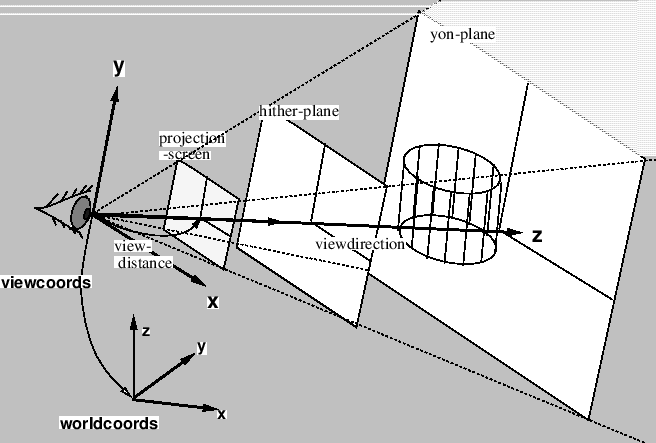 yon-plane
y
hither-plane
projection
-screen
z
viewdirection
view-
distance
viewcoords
x
z
y
x
worldcoords